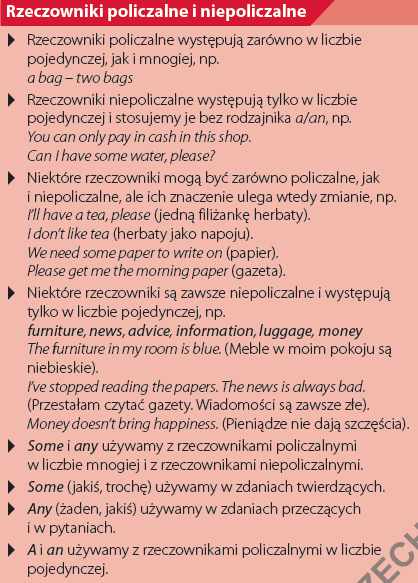 Rzeczowniki policzalne i niepoliczalne
Rzeczowniki policzalne występują zarówno w liczbie
pojedynczej, jak i mnogiej, np.
a bag – two bags
Rzeczowniki niepoliczalne występują tylko w liczbie
pojedynczej i stosujemy je bez rodzajnika a/an, np.
You can only pay in cash in this shop.
Can I have some water, please?
Niektóre rzeczowniki mogą być zarówno policzalne, jak
i niepoliczalne, ale ich znaczenie ulega wtedy zmianie, np.
I'll have a tea, please (jedną filiżankę herbaty).
I don't like tea (herbaty jako napoju).
We need some paper to write on (papier).
Please get me the morning paper (gazeta).
Niektóre rzeczowniki są zawsze niepoliczalne i występują
tylko w liczbie pojedynczej, np.
furniture, news, advice, information, luggage, money
The furniture in my room is blue. (Meble w moim pokoju są
niebieskie).
I've stopped reading the papers. The news is always bad.
(Przestałam czytać gazety. Wiadomości są zawsze złe).
Money doesn't bring happiness. (Pieniądze nie dają szczęścia).
Some i any używamy z rzeczownikami policzalnymi
w liczbie mnogiej i z rzeczownikami niepoliczalnymi.
Some (jakiś, trochę) używamy w zdaniach twierdzących.
Any (żaden, jakiś) używamy w zdaniach przeczących
i w pytaniach.
A i an używamy z rzeczownikami policzalnymi w liczbie
pojedynczej.